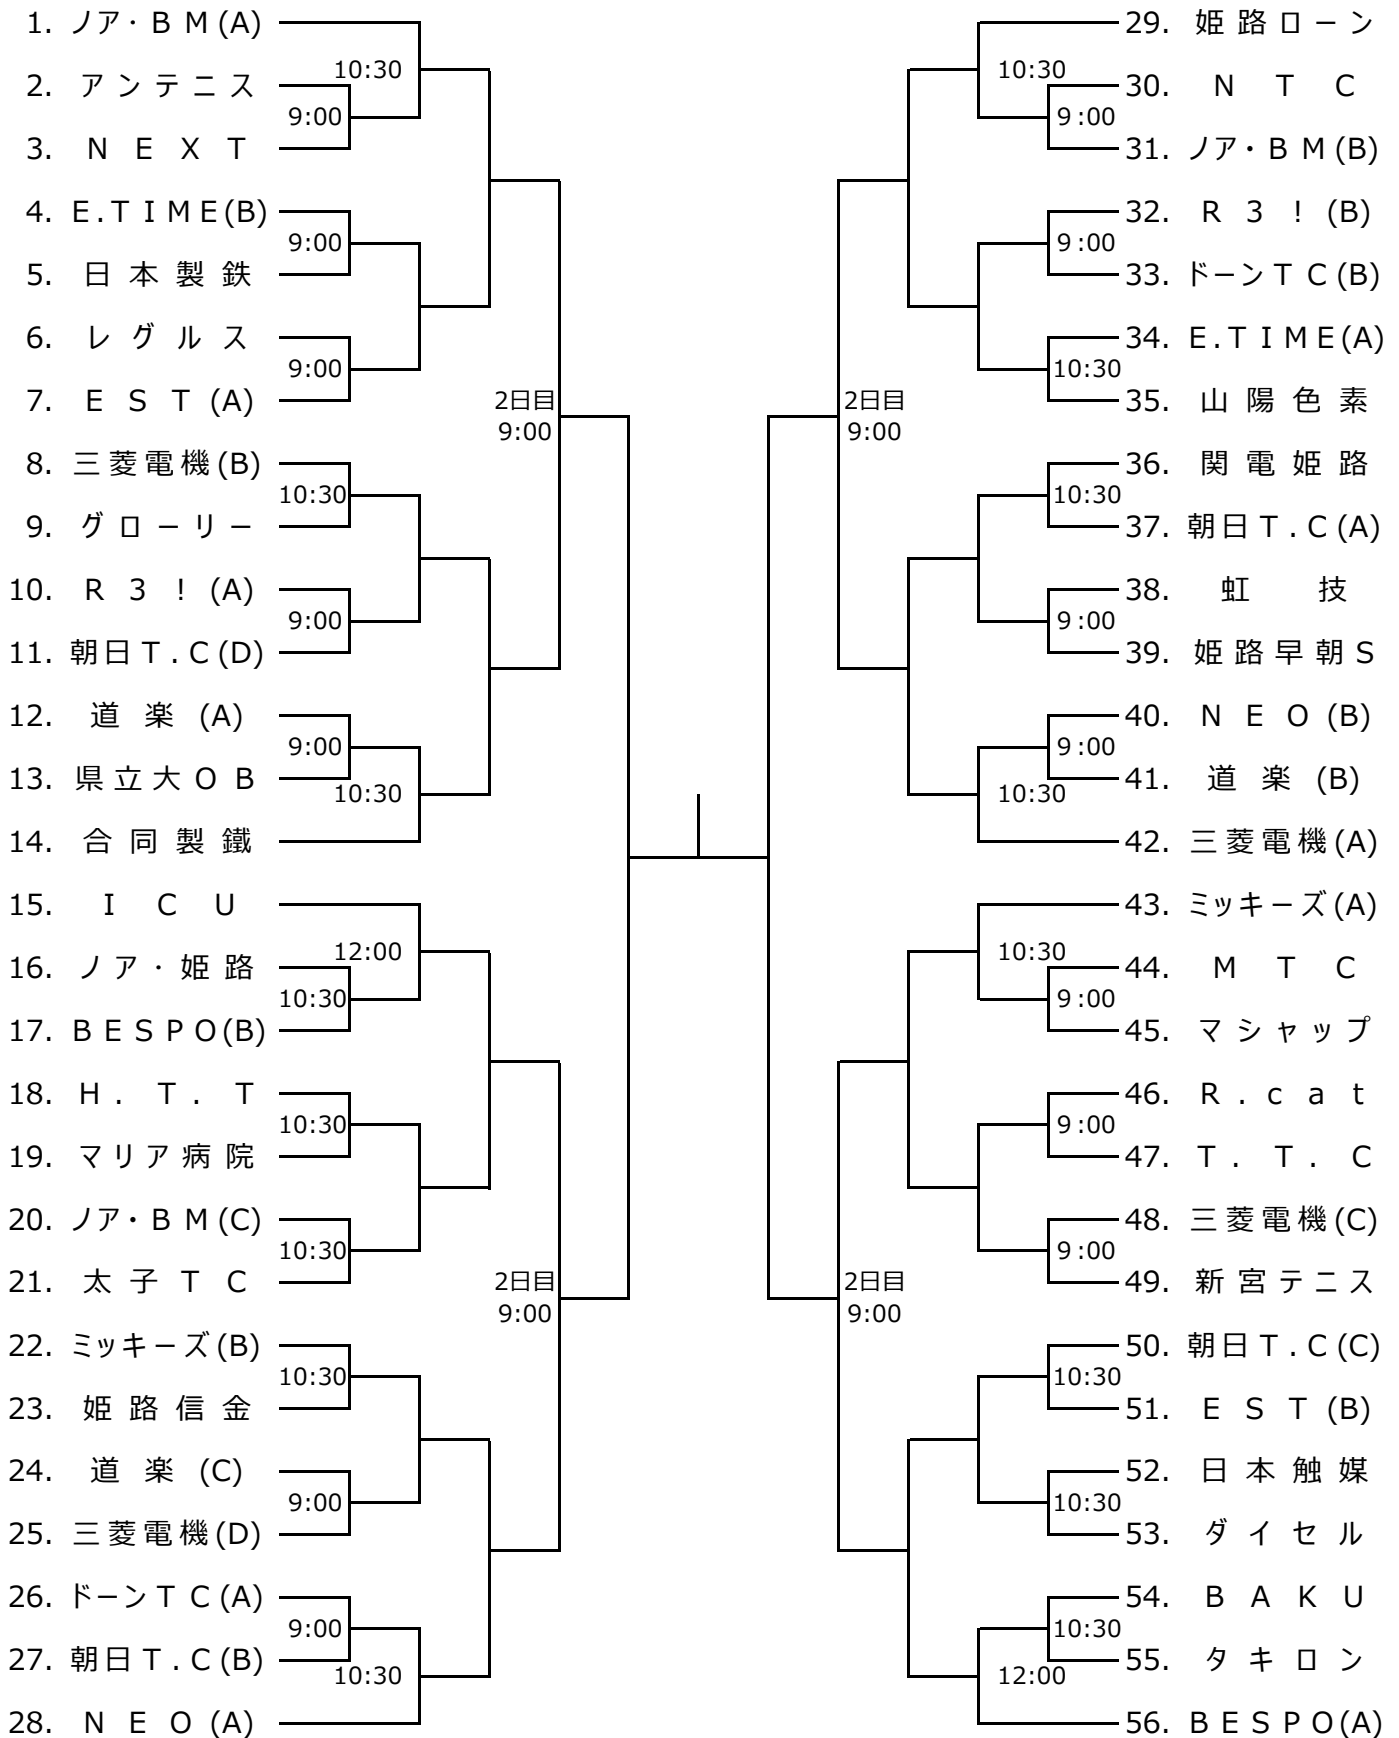 1. ノア・ＢＭ(A)
10:30
2. アンテニス
9:00
3. ＮＥＸＴ
4. E.ＴＩＭＥ(B)
9:00
5. 日本製鉄
6. レグルス
9:00
7. ＥＳＴ(A)
2日目
9:00
8. 三菱電機(B)
10:30
9. グローリー
10. Ｒ３！(A)
9:00
11. 朝日Ｔ.Ｃ(D)
12. 道楽(A)
9:00
13. 県立大ＯＢ
10:30
14. 合同製鐵
15. ＩＣＵ
12:00
16. ノア・姫路
10:30
17. ＢＥＳＰＯ(B)
18. Ｈ．Ｔ．Ｔ
10:30
19. マリア病院
20. ノア・ＢＭ(C)
10:30
21. 太子ＴＣ
2日目
9:00
22. ミッキーズ(B)
10:30
23. 姫路信金
24. 道楽(C)
9:00
25. 三菱電機(D)
26. ドーンＴＣ(A)
9:00
27. 朝日Ｔ.Ｃ(B)
10:30
28. ＮＥＯ(A)
29. 姫路ローン
10:30
30. ＮＴＣ
9:00
31. ノア・ＢＭ(B)
32. Ｒ３！(B)
9:00
33. ドーンＴＣ(B)
34. E.ＴＩＭＥ(A)
10:30
35. 山陽色素
2日目
9:00
36. 関電姫路
10:30
37. 朝日Ｔ.Ｃ(A)
38. 虹技
9:00
39. 姫路早朝Ｓ
40. ＮＥＯ(B)
9:00
41. 道楽(B)
10:30
42. 三菱電機(A)
43. ミッキーズ(A)
10:30
44. ＭＴＣ
9:00
45. マシャップ
46. Ｒ.ｃａｔ
9:00
47. Ｔ．Ｔ．Ｃ
48. 三菱電機(C)
9:00
49. 新宮テニス
2日目
9:00
50. 朝日Ｔ.Ｃ(C)
10:30
51. ＥＳＴ(B)
52. 日本触媒
10:30
53. ダイセル
54. ＢＡＫＵ
10:30
55. タキロン
12:00
56. ＢＥＳＰＯ(A)